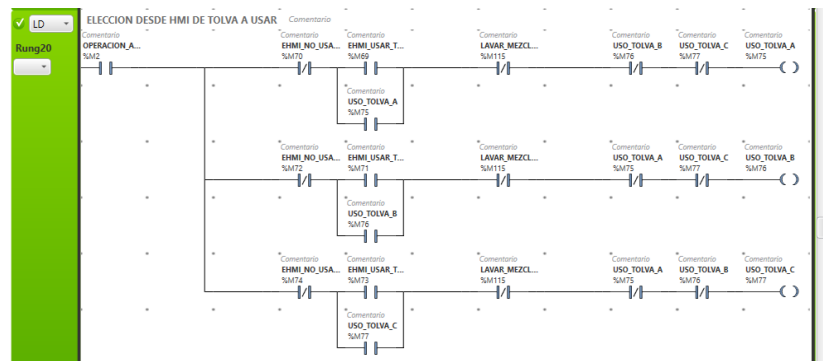 LD
ELECCION DESDE HMI DE TOLVA A USAR Comentario
Rung20
Comentario Comentario Comentario Comentario Comentario Comentario Comentario
OPERACION_A... EHMI_NO_USA... EHMI_USAR_T... LAVAR_MEZCL... USO_TOLVA_B USO_TOLVA_C USO_TOLVA_A
%M2 %M70 %M69 %M115 %M76 %M77 %M75
Comentario
USO_TOLVA_A
%M75
Comentario Comentario Comentario Comentario Comentario Comentario
EHMI_NO_USA... EHMI_USAR_T... LAVAR_MEZCL... USO_TOLVA_A USO_TOLVA_C USO_TOLVA_B
%M72 %M71 %M115 %M75 %M77 %M76
Comentario
USO_TOLVA_B
%M76
Comentario Comentario Comentario Comentario Comentario Comentario
EHMI_NO_USA... EHMI_USAR_T... LAVAR_MEZCL... USO_TOLVA_A USO_TOLVA_B USO_TOLVA_C
%M74 %M73 %M115 %M75 %M76 %M77
Comentario
USO_TOLVA_C
%M77